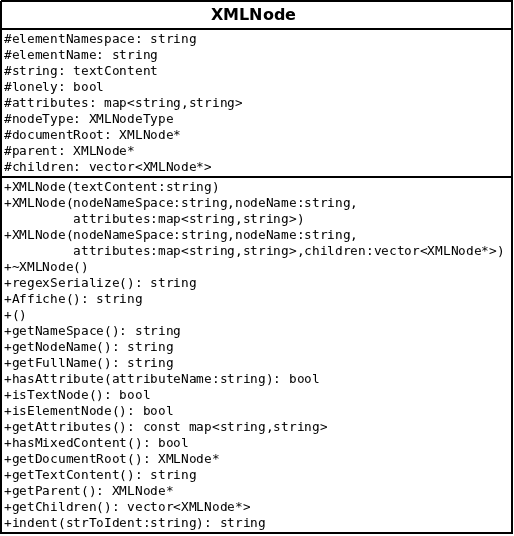 XMLNode
#elementNamespace: string
#elementName: string
#string: textContent
#lonely: bool
#attributes: map<string,string>
#nodeType: XMLNodeType
#documentRoot: XMLNode*
#parent: XMLNode*
#children: vector<XMLNode*>
+XMLNode(textContent:string)
+XMLNode(nodeNameSpace:string,nodeName:string,
attributes:map<string,string>)
+XMLNode(nodeNameSpace:string,nodeName:string,
attributes:map<string,string>,children:vector<XMLNode*>)
+~XMLNode()
+regexSerialize(): string
+Affiche(): string
+()
+getNameSpace(): string
+getNodeName(): string
+getFullName(): string
+hasAttribute(attributeName:string): bool
+isTextNode(): bool
+isElementNode(): bool
+getAttributes(): const map<string,string>
+hasMixedContent(): bool
+getDocumentRoot(): XMLNode*
+getTextContent(): string
+getParent(): XMLNode*
+getChildren(): vector<XMLNode*>
+indent(strToIdent:string): string